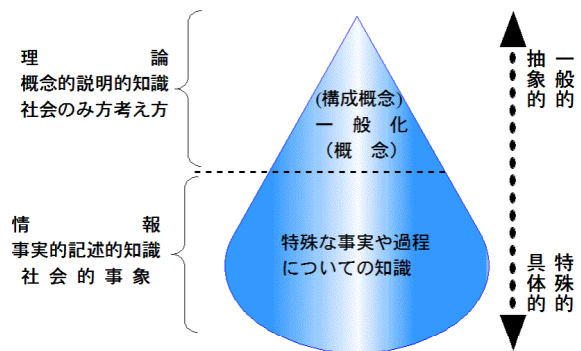 理論
概念的説明的知識
社会のみ方考え方
情報
事実的記述的知識
社会的事象
(構成概念)
一般化
（概念）
特殊な事実や過程
についての知識
一般的
抽象的
特殊的
具体的